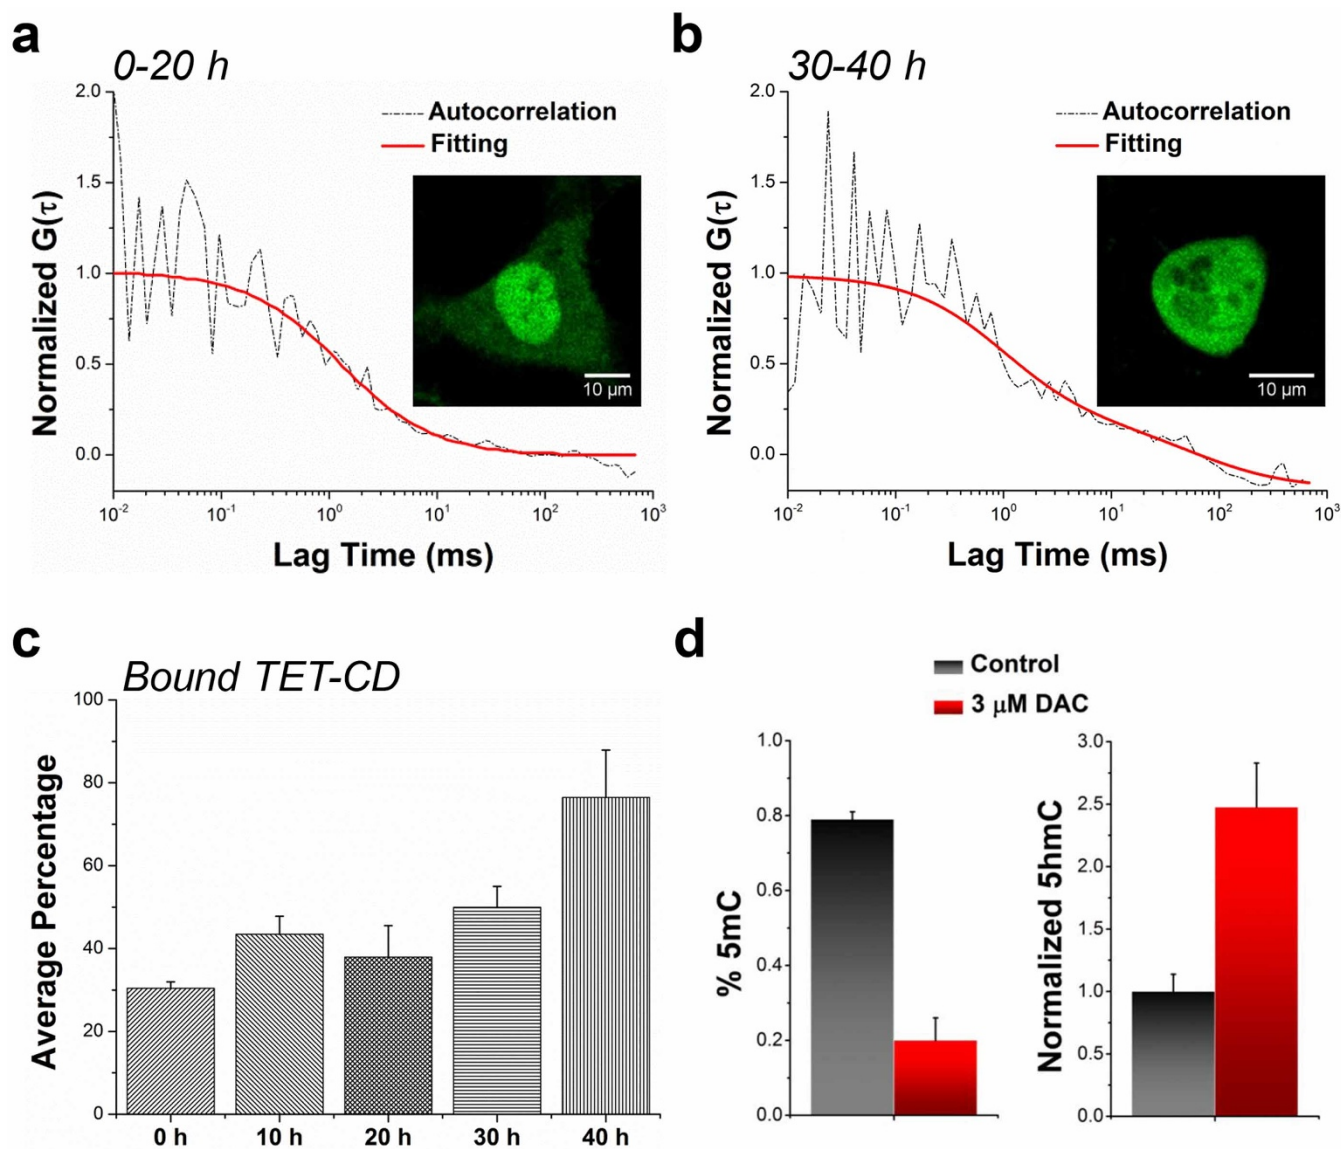 a
0-20 h
2.0
1.5
1.0
0.5
0.0
Normalized G(τ)
Autocorrelation
Fitting
10 μm
10⁻²
10⁻¹
10⁰
10¹
10²
10³
Lag Time (ms)
b
30-40 h
2.0
1.5
1.0
0.5
0.0
Normalized G(τ)
Autocorrelation
Fitting
10 μm
10⁻²
10⁻¹
10⁰
10¹
10²
10³
Lag Time (ms)
c
Bound TET-CD
100
80
60
40
20
0
Average Percentage
0 h
10 h
20 h
30 h
40 h
d
Control
3 μM DAC
1.0
0.8
0.6
0.4
0.2
0.0
% 5mC
3.0
2.5
2.0
1.5
1.0
0.5
0.0
Normalized 5hmC